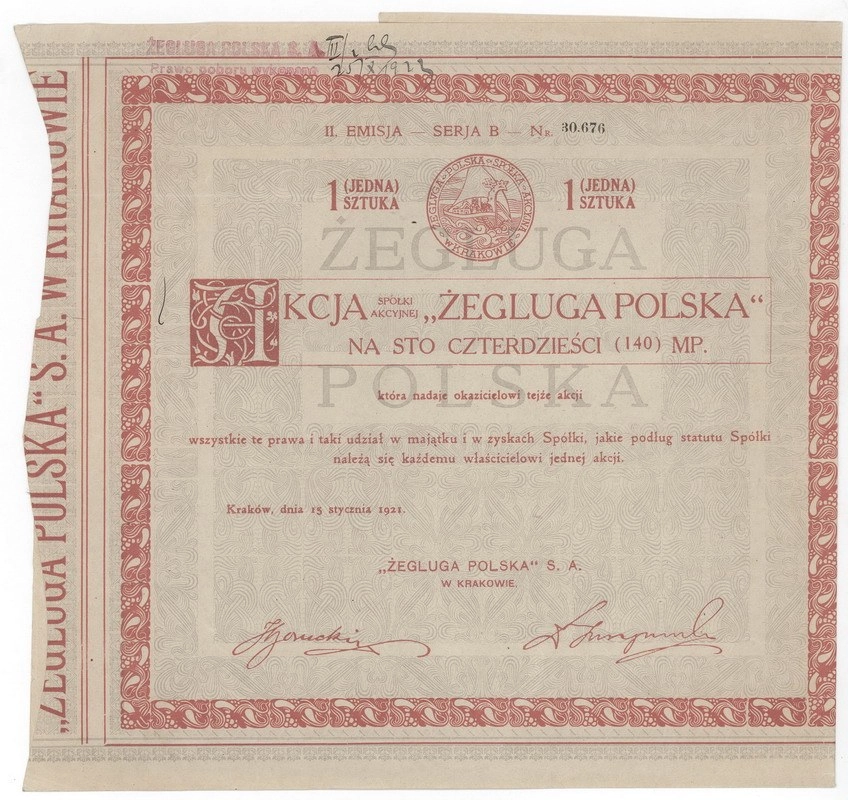 ŻEGLUGA POLSKA S. A.
Prawo poboru wykonano
III/
„ŻEGLUGA POLSKA“ S. A. W KRAKOWIE
II. EMISJA — SERJA B — Nr. 30.676
1 (JEDNA) SZTUKA
ŻEGLUGA POLSKA SPÓŁKA AKCYJNA W KRAKOWIE
1 (JEDNA) SZTUKA
ŻEGLUGA
AKCJA SPÓŁKI AKCYJNEJ „ŻEGLUGA POLSKA“
NA STO CZTERDZIEŚCI (140) MP.
POLSKA
która nadaje okazicielowi tejże akcji
wszystkie te prawa i taki udział w majątku i w zyskach Spółki, jakie podług statutu Spółki
należą się każdemu właścicielowi jednej akcji.
Kraków, dnia 15 stycznia 1921.
„ŻEGLUGA POLSKA“ S. A.
W KRAKOWIE.